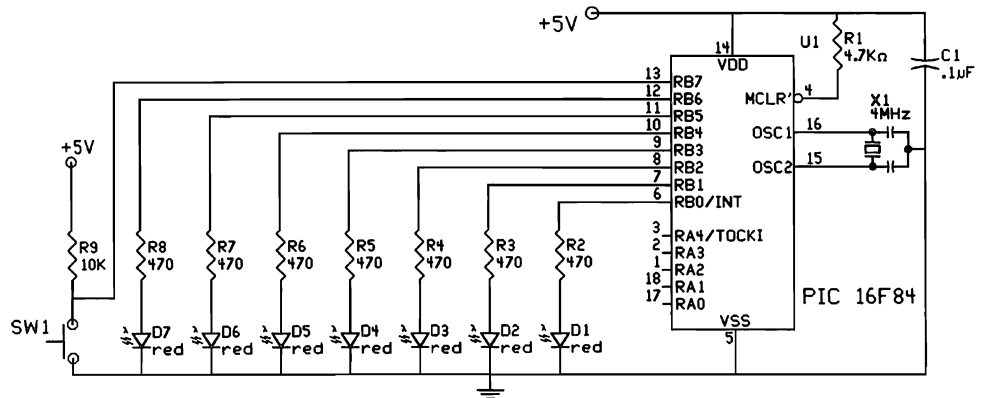 +5V
14
VDD
U1
R1
4.7KΩ
C1
.1µF
13 RB7
12 RB6
11 RB5
10 RB4
9 RB3
8 RB2
7 RB1
6 RB0/INT
3 RA4/TOCKI
2 RA3
1 RA2
18 RA1
17 RA0
MCLR' 4
OSC1 16
OSC2 15
X1
4MHz
PIC 16F84
VSS
5
+5V
R9
10K
R8
470
R7
470
R6
470
R5
470
R4
470
R3
470
R2
470
SW1
λ D7
red
λ D6
red
λ D5
red
λ D4
red
λ D3
red
λ D2
red
λ D1
red